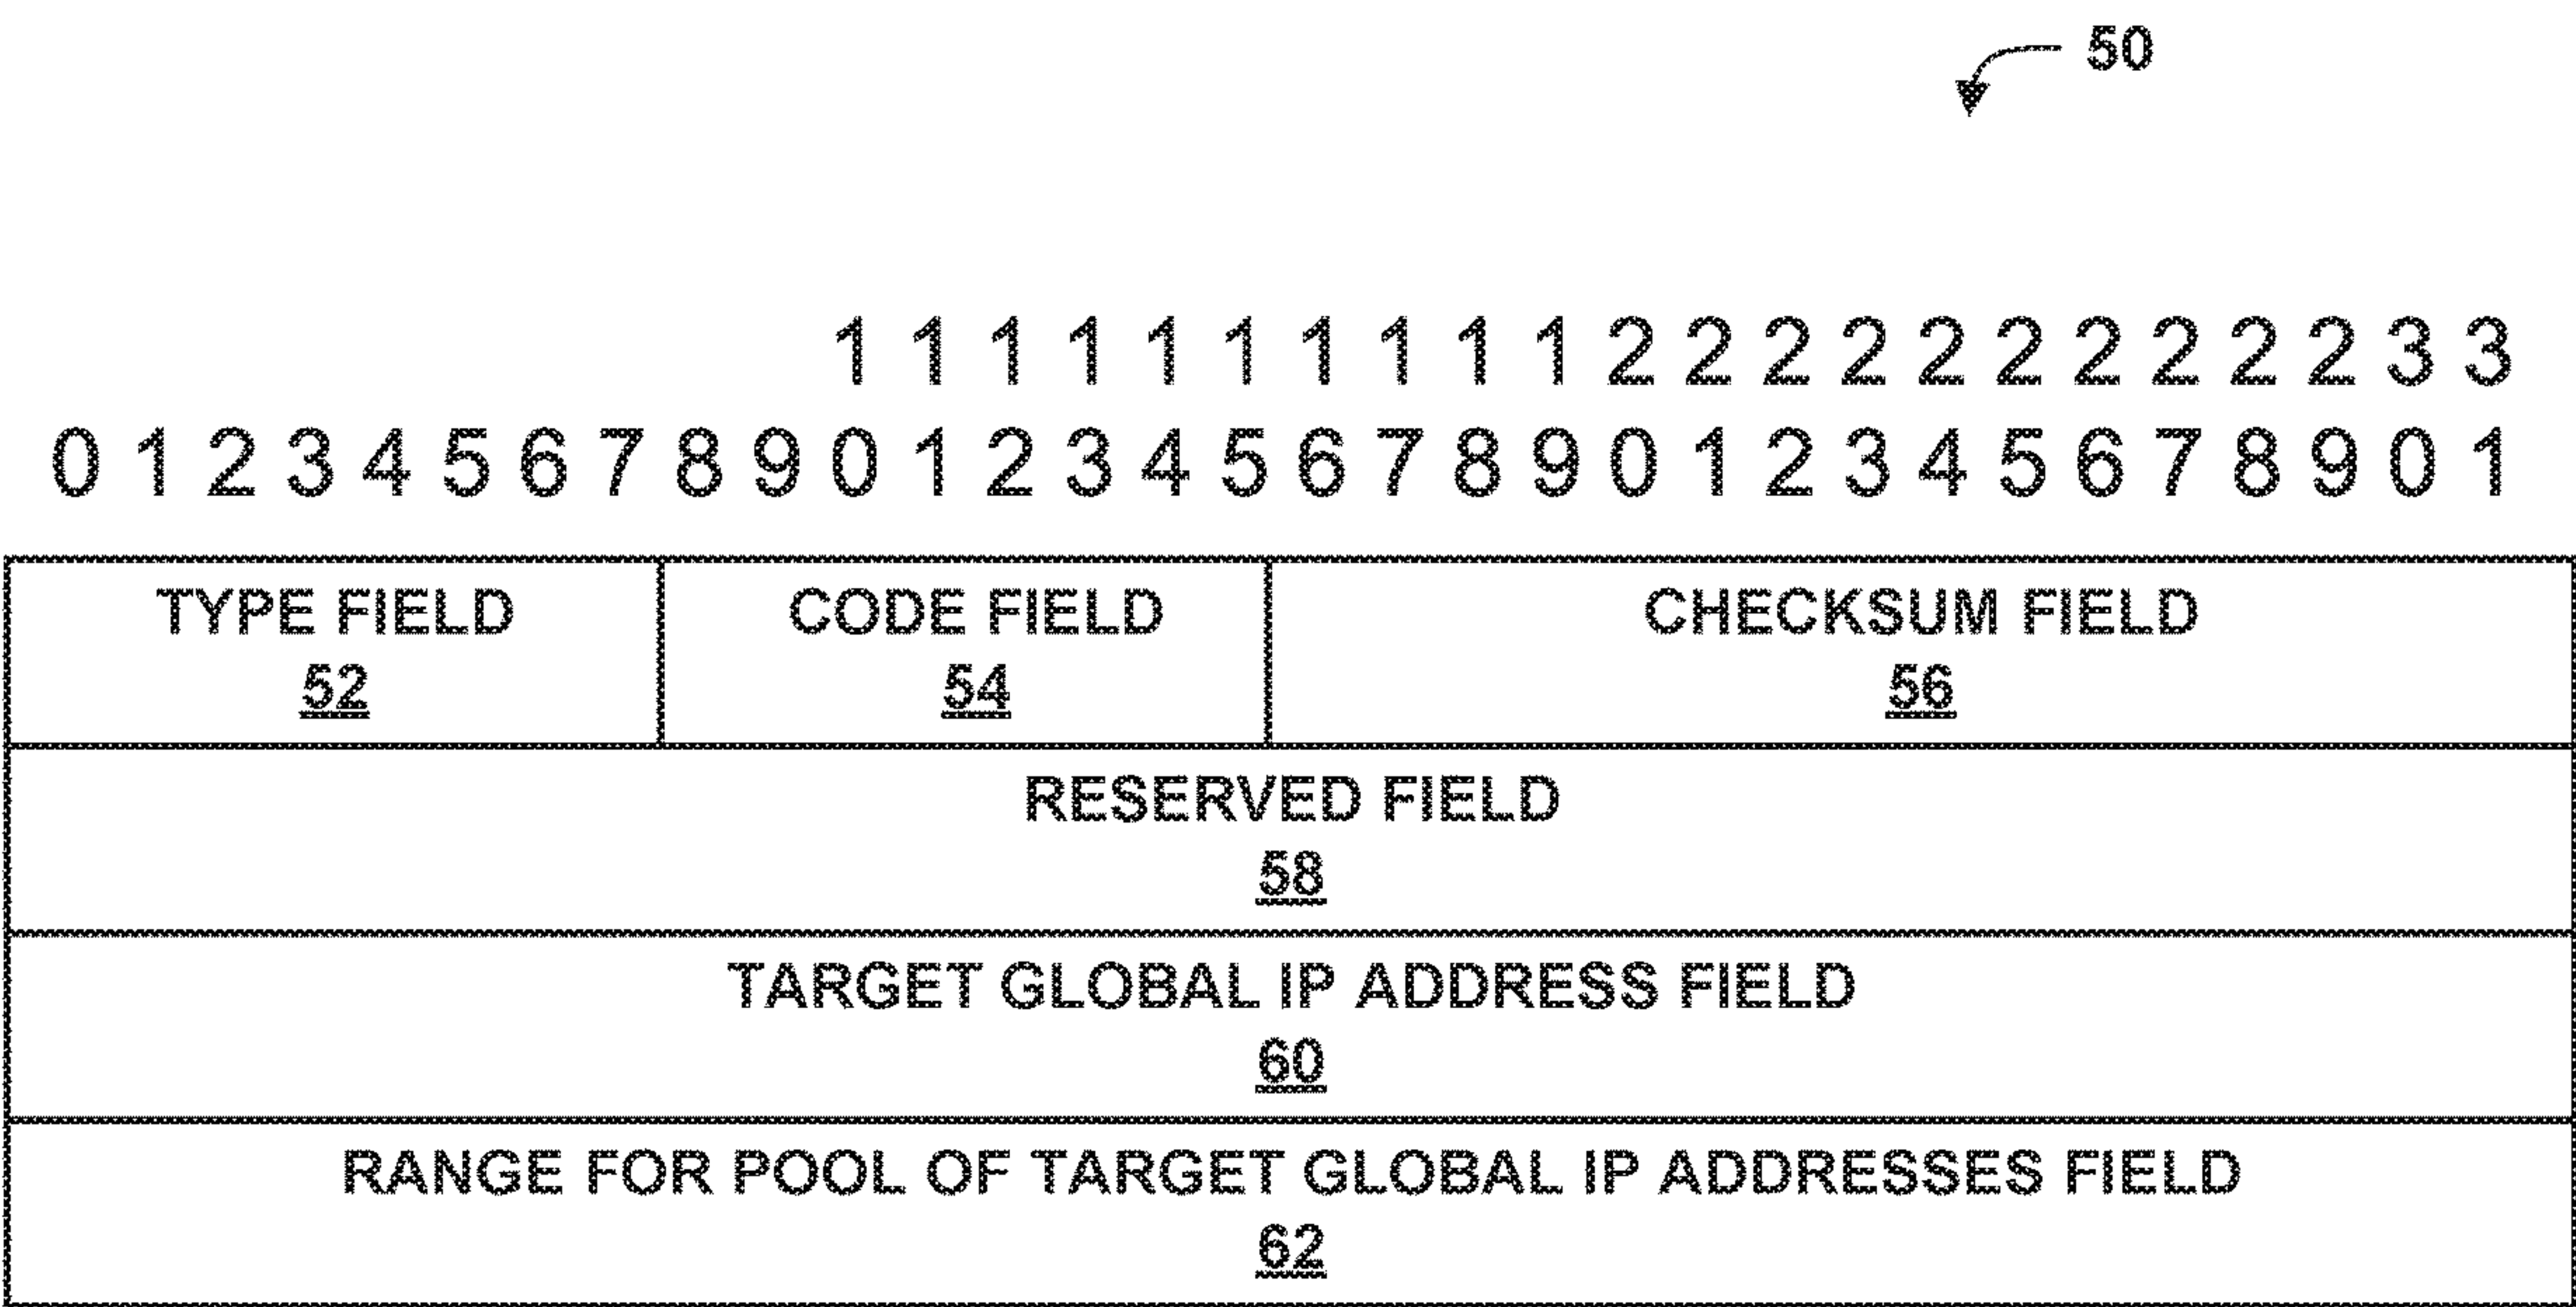 50
1 1 1 1 1 1 1 1 1 1 2 2 2 2 2 2 2 2 2 2 3 3
0 1 2 3 4 5 6 7 8 9 0 1 2 3 4 5 6 7 8 9 0 1 2 3 4 5 6 7 8 9 0 1
TYPE FIELD CODE FIELD CHECKSUM FIELD
52 54 56
RESERVED FIELD
58
TARGET GLOBAL IP ADDRESS FIELD
60
RANGE FOR POOL OF TARGET GLOBAL IP ADDRESSES FIELD
62